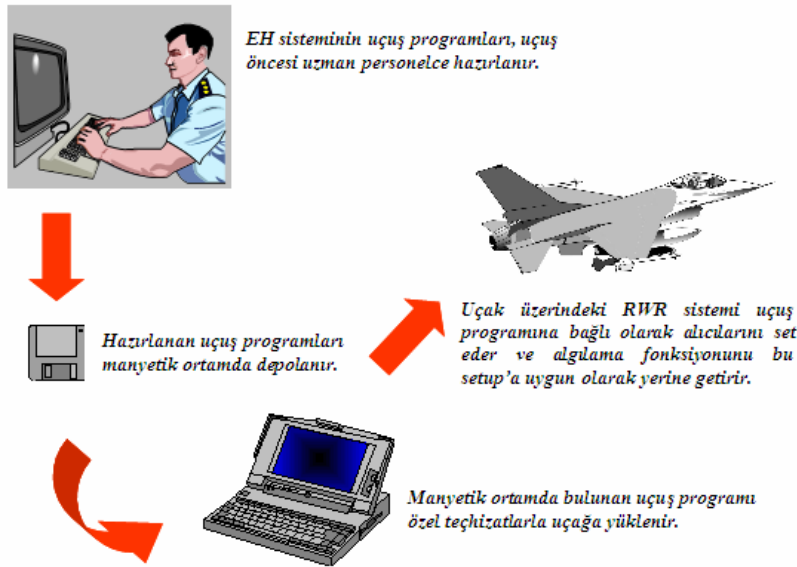 EH sisteminin uçuş programları, uçuş
öncesi uzman personelce hazırlanır.
Hazırlanan uçuş programları
manyetik ortamda depolanır.
Uçak üzerindeki RWR sistemi uçuş
programına bağlı olarak alıcılarını set
eder ve algılama fonksiyonunu bu
setup’a uygun olarak yerine getirir.
Manyetik ortamda bulunan uçuş programı
özel teçhizatlarla uçağa yüklenir.